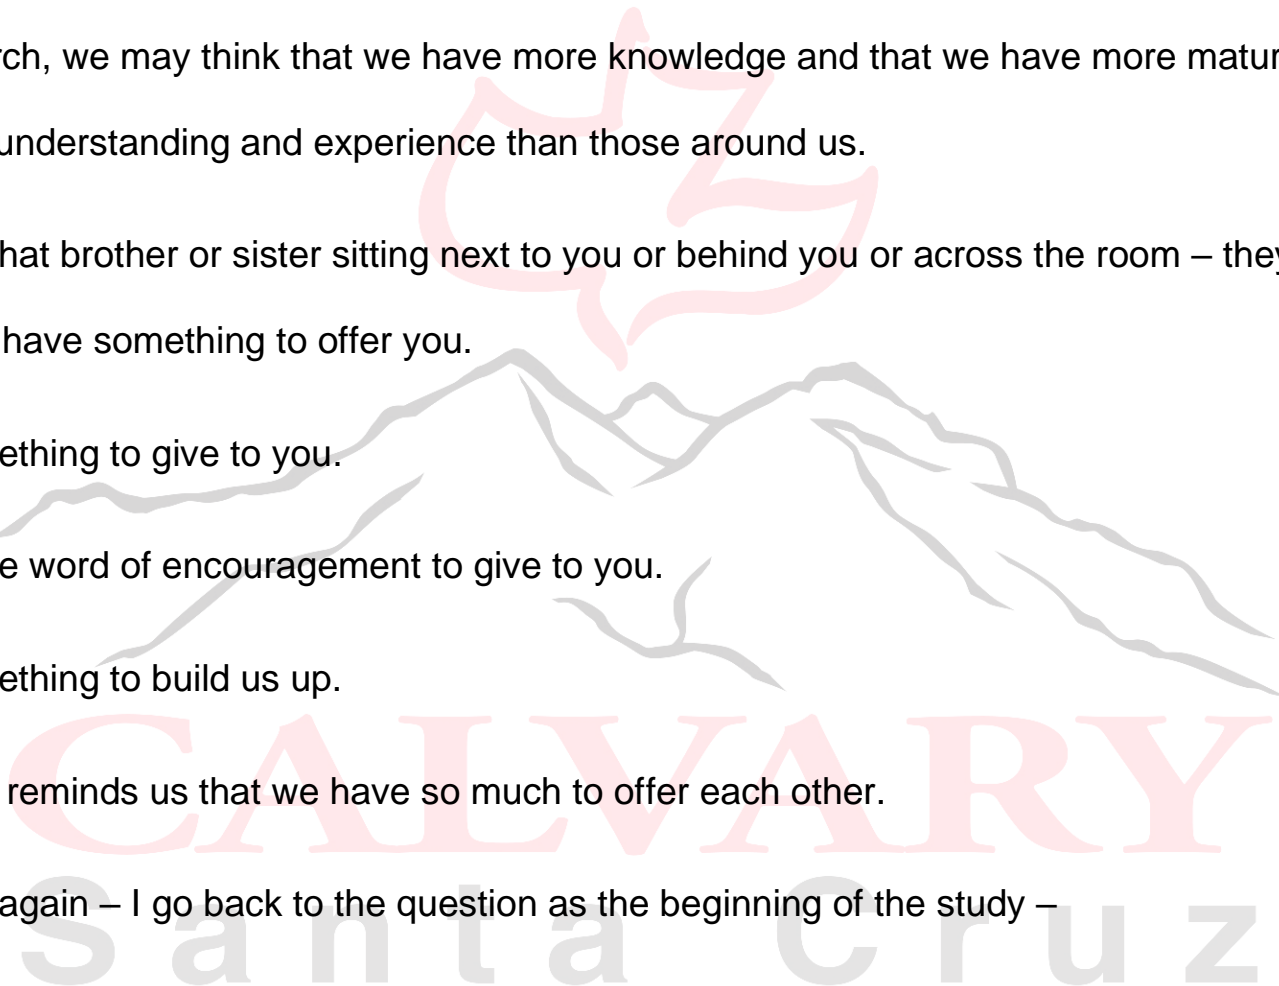 rch, we may think that we have more knowledge and that we have more matur
understanding and experience than those around us.
hat brother or sister sitting next to you or behind you or across the room – they
have something to offer you.
ething to give to you.
e word of encouragement to give to you.
ething to build us up.
reminds us that we have so much to offer each other.
CALVARY
again – I go back to the question as the beginning of the study –
Santa Cruz